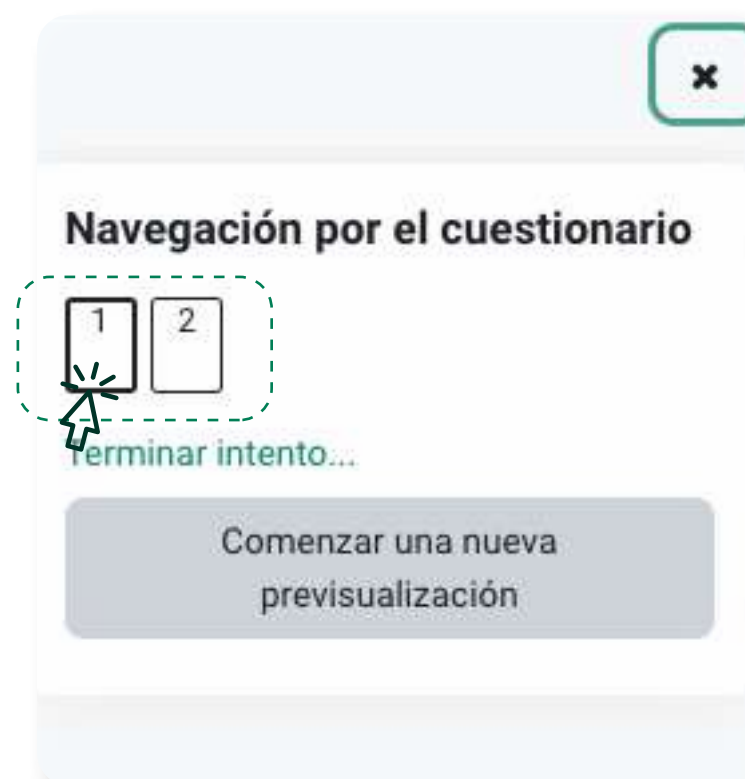 Navegación por el cuestionario
1 2
Terminar intento...
Comenzar una nueva
previsualización